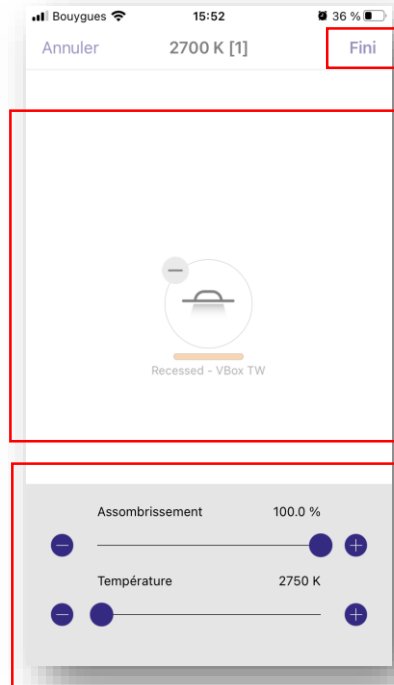 Bouygues 15:52 36 %
Annuler 2700 K [1] Fini
Recessed - VBox TW
Assombrissement 100.0 %
Température 2750 K